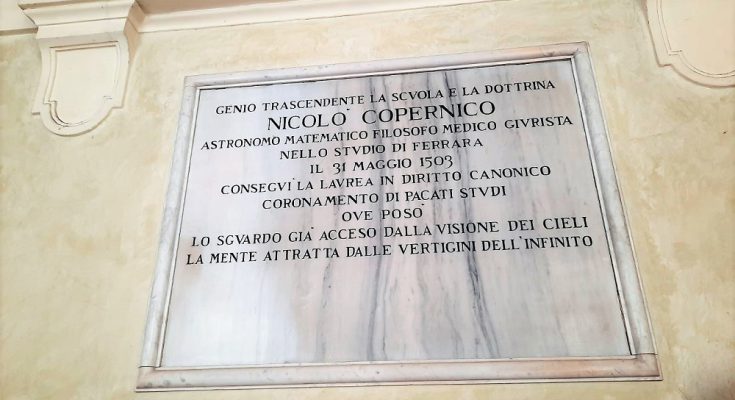 GENIO TRASCENDENTE LA SCVOLA E LA DOTTRINA
NICOLO' COPERNICO
ASTRONOMO MATEMATICO FILOSOFO MEDICO GIVRISTA
NELLO STVDIO DI FERRARA
IL 31 MAGGIO 1503
CONSEGVI' LA LAVREA IN DIRITTO CANONICO
CORONAMENTO DI PACATI STVDI
OVE POSO'
LO SGVARDO GIA' ACCESO DALLA VISIONE DEI CIELI
LA MENTE ATTRATTA DALLE VERTIGINI DELL'INFINITO